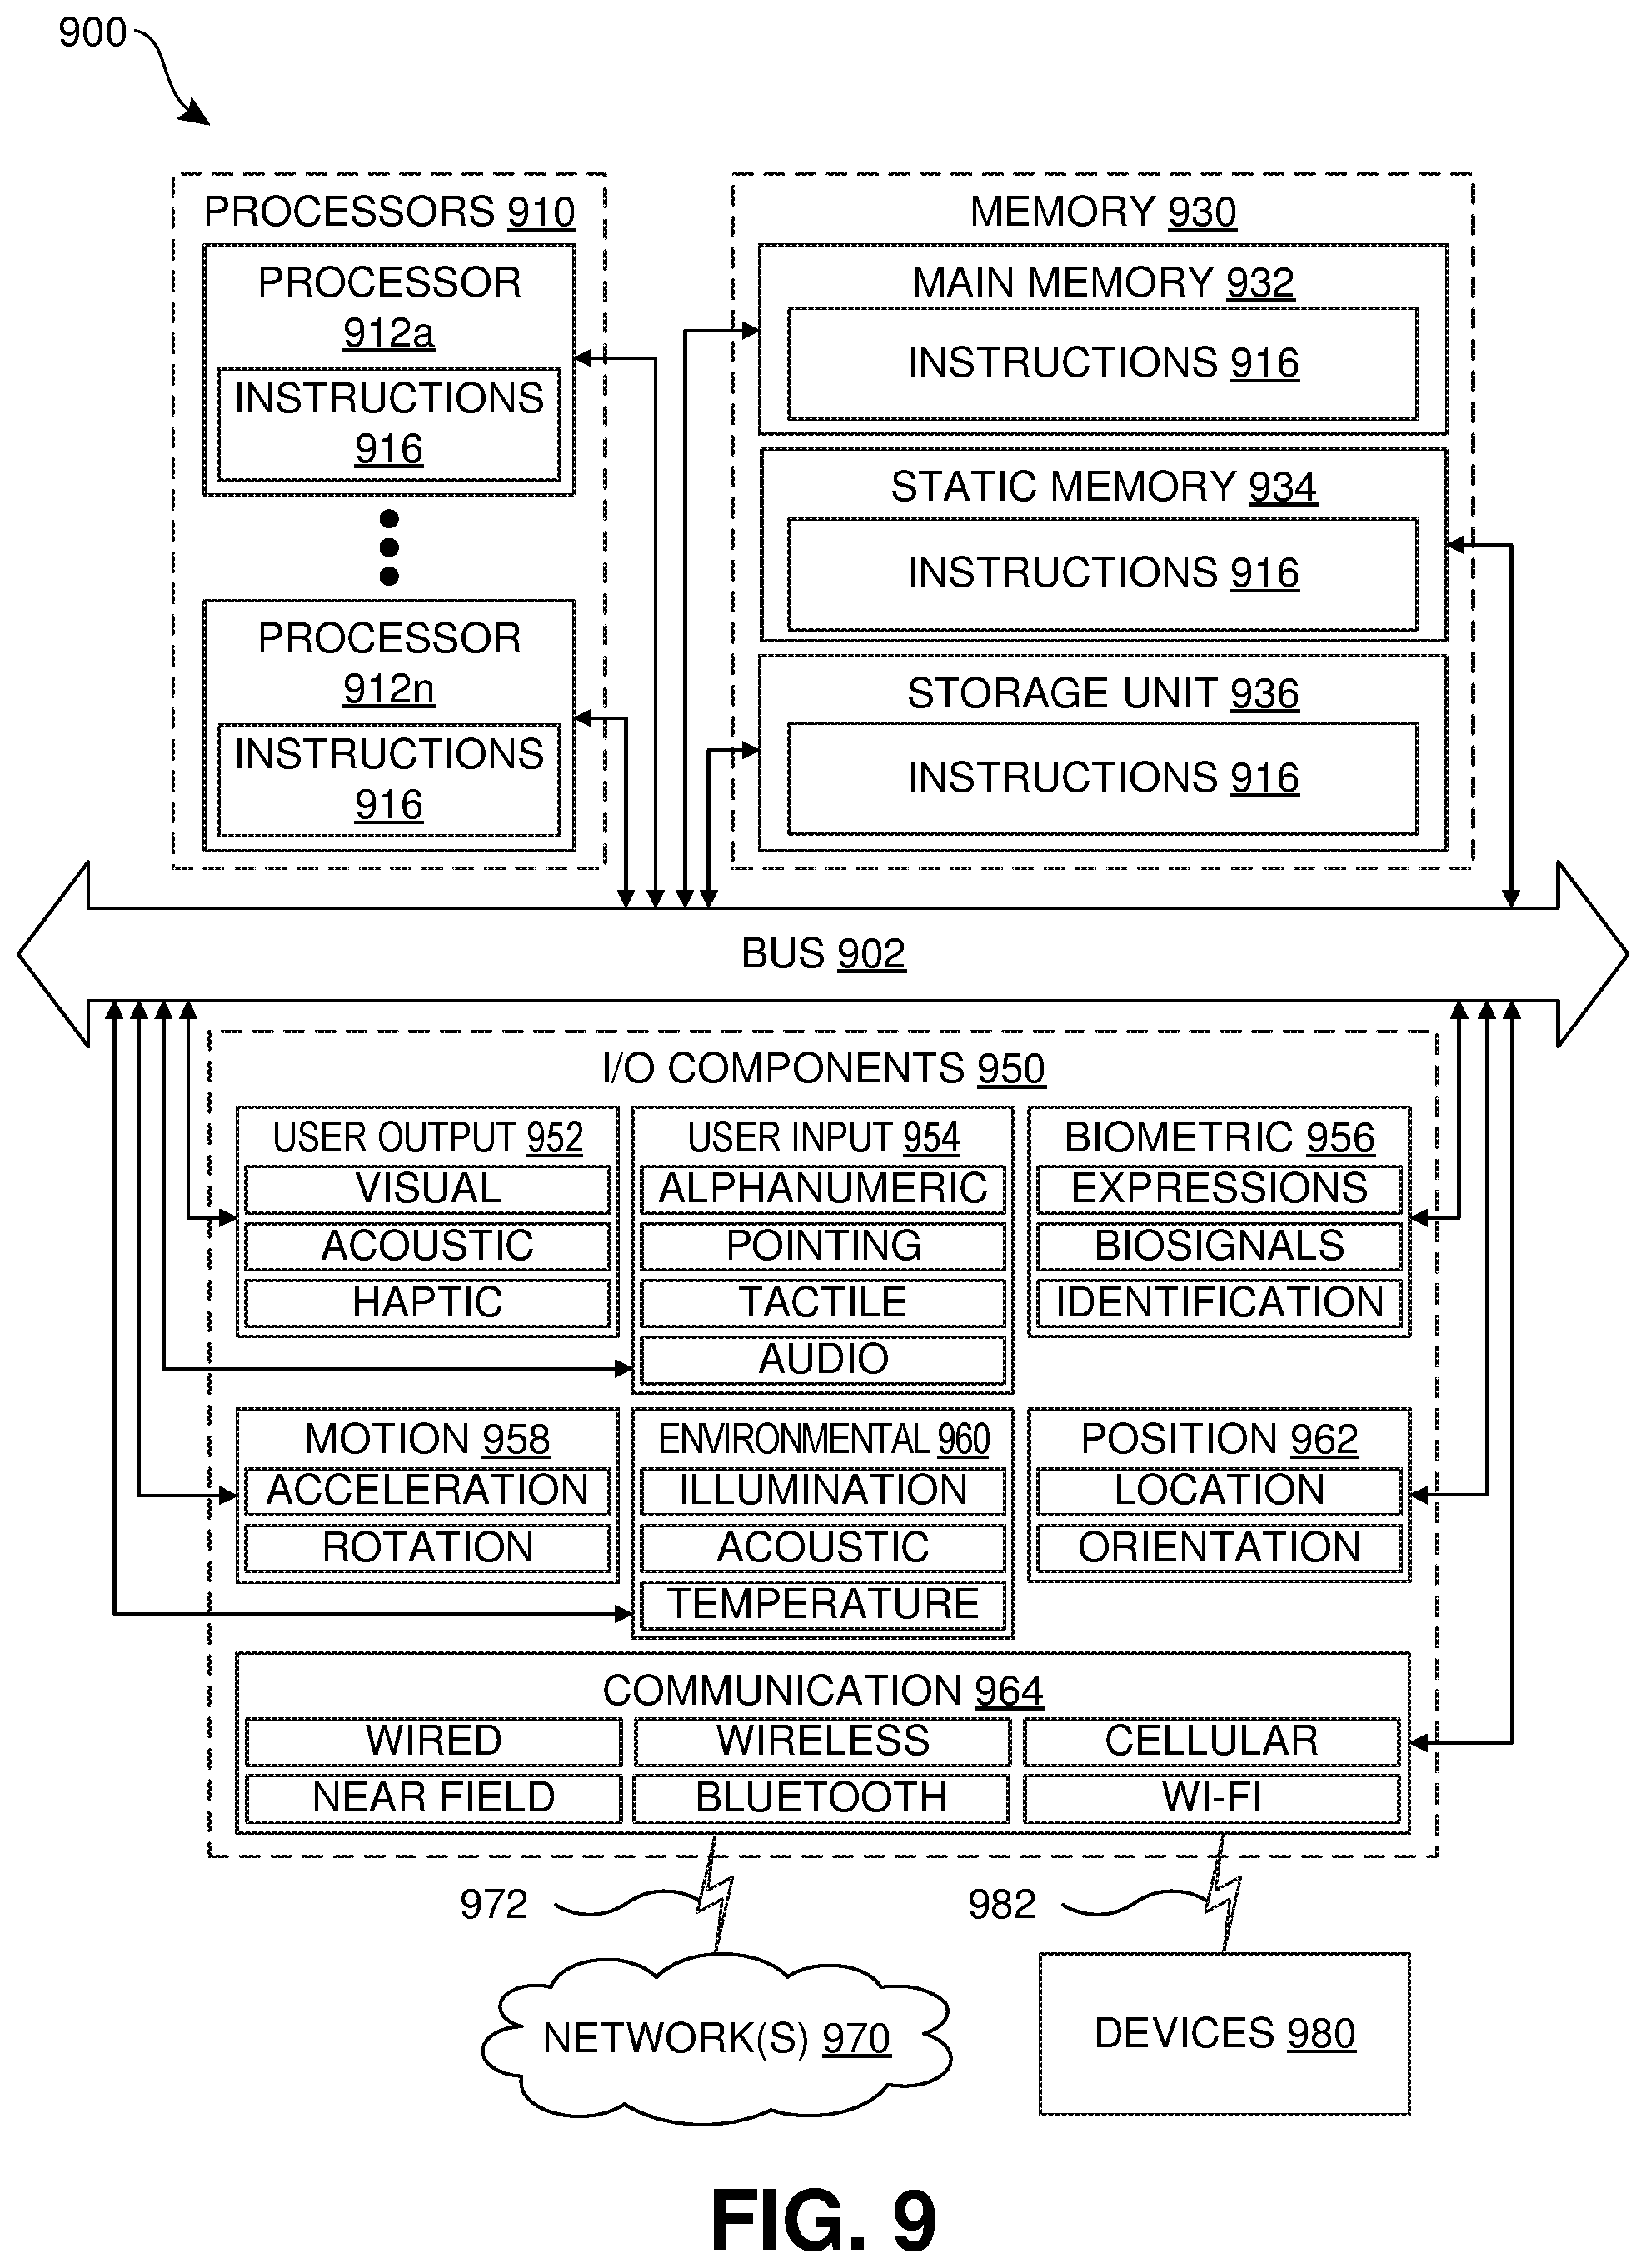 900
PROCESSORS 910
PROCESSOR
912a
INSTRUCTIONS
916
PROCESSOR
912n
INSTRUCTIONS
916
MEMORY 930
MAIN MEMORY 932
INSTRUCTIONS 916
STATIC MEMORY 934
INSTRUCTIONS 916
STORAGE UNIT 936
INSTRUCTIONS 916
BUS 902
I/O COMPONENTS 950
USER OUTPUT 952
VISUAL
ACOUSTIC
HAPTIC
USER INPUT 954
ALPHANUMERIC
POINTING
TACTILE
AUDIO
BIOMETRIC 956
EXPRESSIONS
BIOSIGNALS
IDENTIFICATION
MOTION 958
ACCELERATION
ROTATION
ENVIRONMENTAL 960
ILLUMINATION
ACOUSTIC
TEMPERATURE
POSITION 962
LOCATION
ORIENTATION
COMMUNICATION 964
WIRED
WIRELESS
CELLULAR
NEAR FIELD
BLUETOOTH
WI-FI
972
982
NETWORK(S) 970
DEVICES 980
FIG. 9